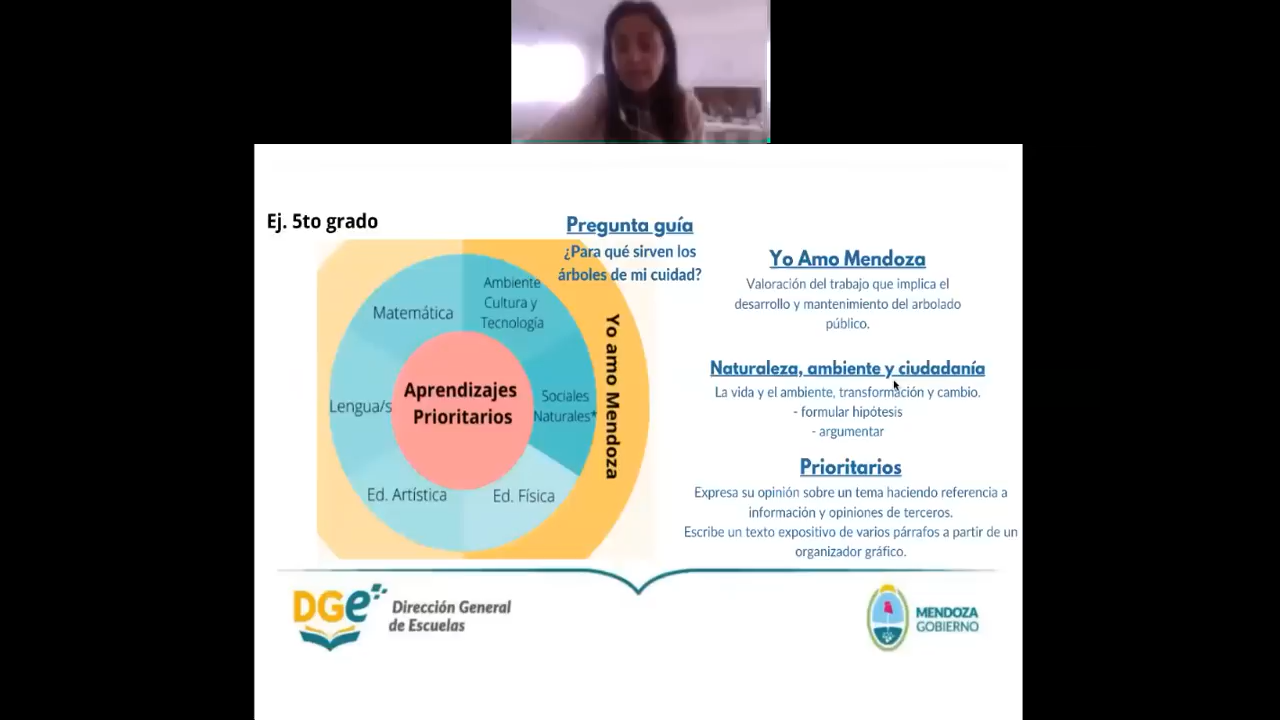 Ej. 5to grado
Pregunta guía
¿Para qué sirven los
árboles de mi cuidad?
Matemática
Ambiente
Cultura y
Tecnología
Lengua/s
Aprendizajes
Prioritarios
Sociales
Naturales*
Ed. Artística
Ed. Física
Yo amo Mendoza
Yo Amo Mendoza
Valoración del trabajo que implica el
desarrollo y mantenimiento del arbolado
público.
Naturaleza, ambiente y ciudadanía
La vida y el ambiente, transformación y cambio.
- formular hipótesis
- argumentar
Prioritarios
Expresa su opinión sobre un tema haciendo referencia a
información y opiniones de terceros.
Escribe un texto expositivo de varios párrafos a partir de un
organizador gráfico.
DGe
Dirección General
de Escuelas
MENDOZA
GOBIERNO